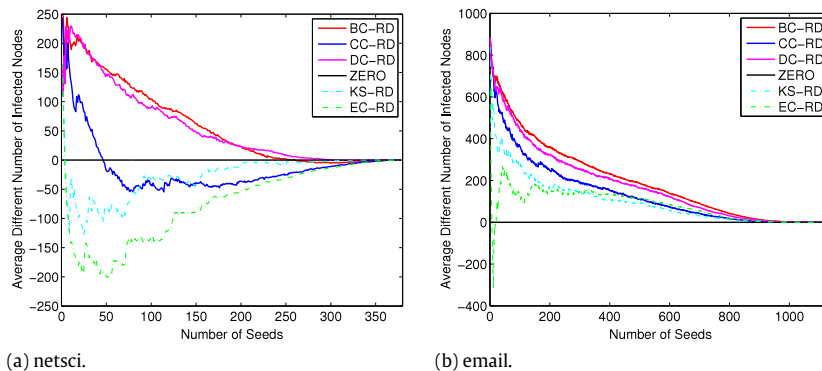 Average Different Number of Infected Nodes
250
200
150
100
50
0
−50
−100
−150
−200
−250
0 50 100 150 200 250 300 350
Number of Seeds
BC−RD
CC−RD
DC−RD
ZERO
KS−RD
EC−RD
(a) netsci.
Average Different Number of Infected Nodes
1000
800
600
400
200
0
−200
−400
0 200 400 600 800 1000
Number of Seeds
BC−RD
CC−RD
DC−RD
ZERO
KS−RD
EC−RD
(b) email.